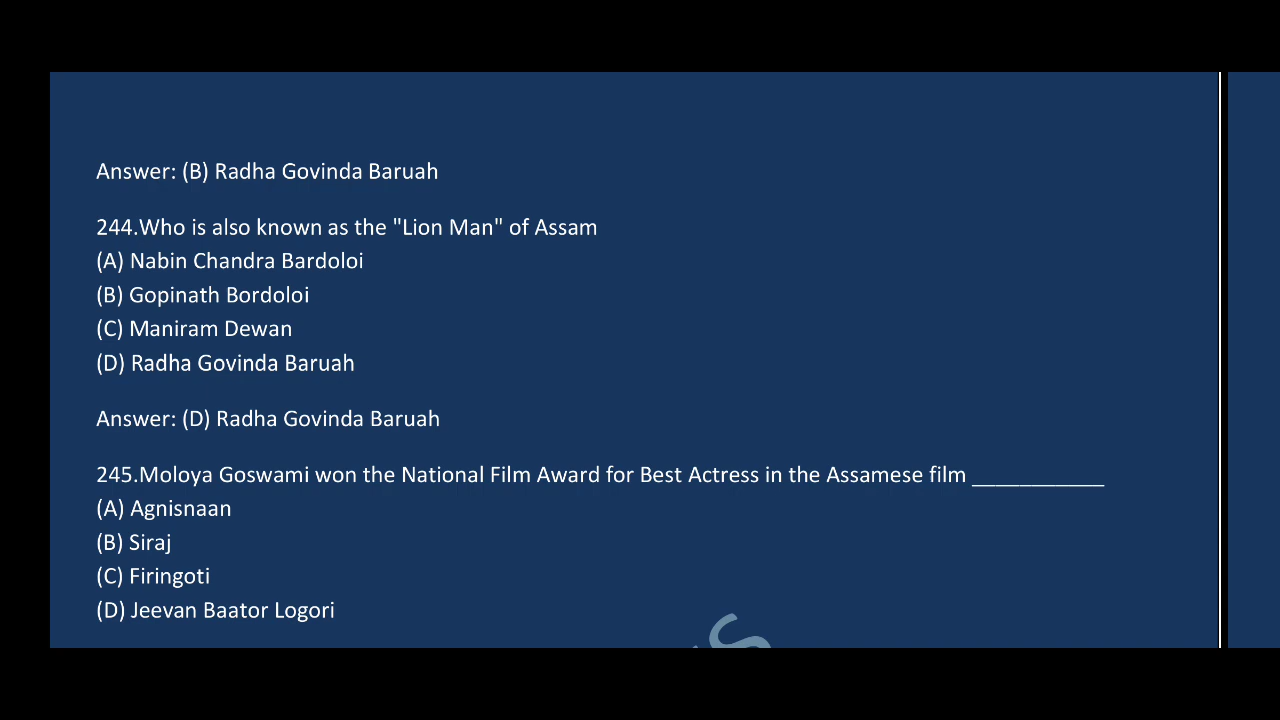 Answer: (B) Radha Govinda Baruah
244.Who is also known as the "Lion Man" of Assam
(A) Nabin Chandra Bardoloi
(B) Gopinath Bordoloi
(C) Maniram Dewan
(D) Radha Govinda Baruah
Answer: (D) Radha Govinda Baruah
245.Moloya Goswami won the National Film Award for Best Actress in the Assamese film ___________
(A) Agnisnaan
(B) Siraj
(C) Firingoti
(D) Jeevan Baator Logori